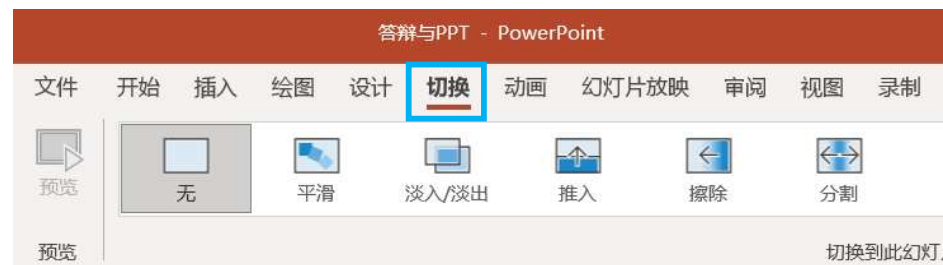 答辩与PPT - PowerPoint
文件 开始 插入 绘图 设计 切换 动画 幻灯片放映 审阅 视图 录制
预览 无 平滑 淡入/淡出 推入 擦除 分割
预览 切换到此幻灯